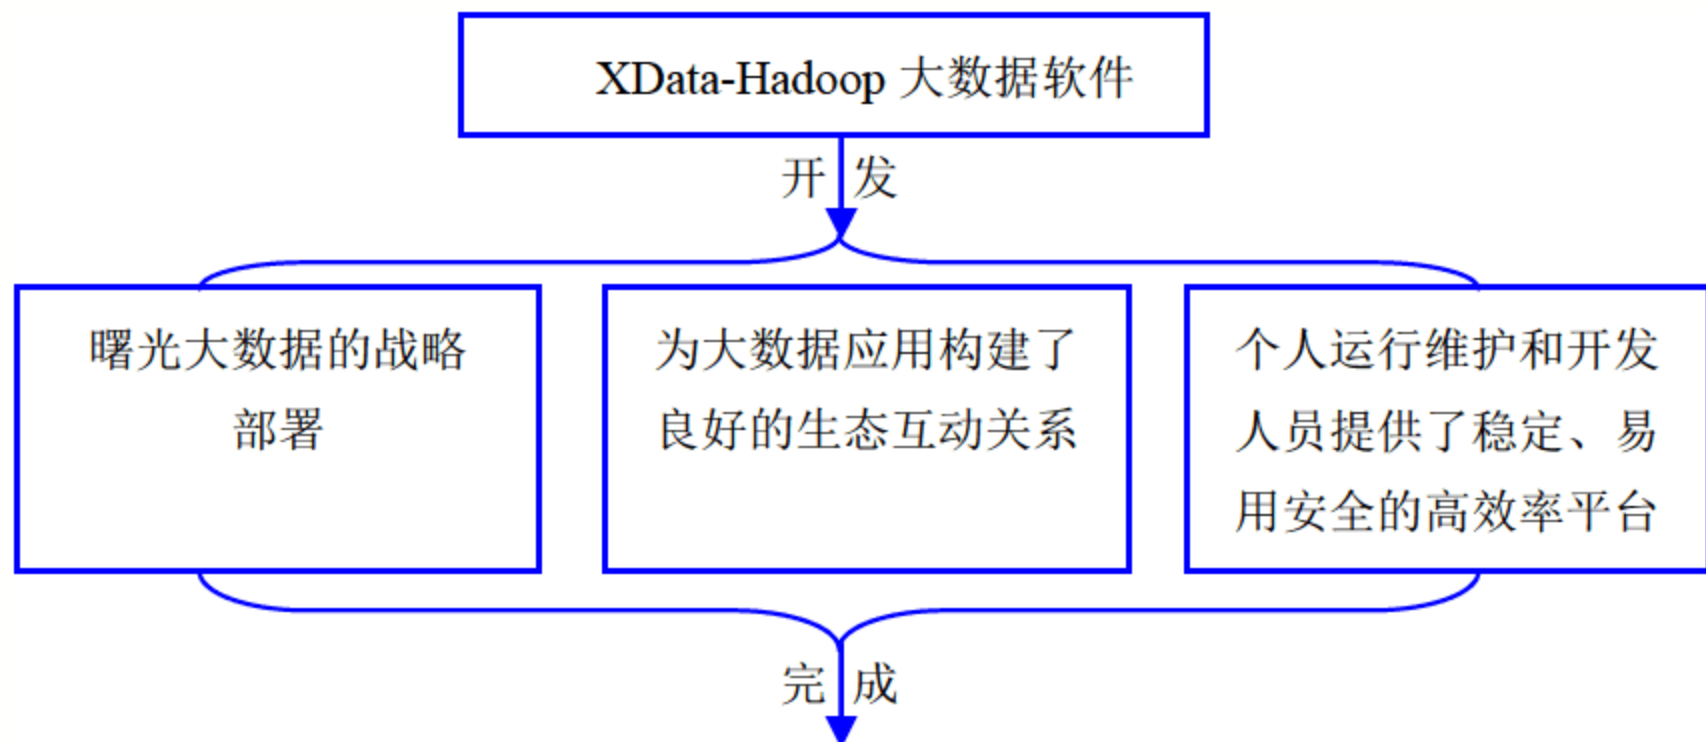 XData-Hadoop 大数据软件
开 发
曙光大数据的战略
部署
为大数据应用构建了
良好的生态互动关系
个人运行维护和开发
人员提供了稳定、易
用安全的高效率平台
完 成